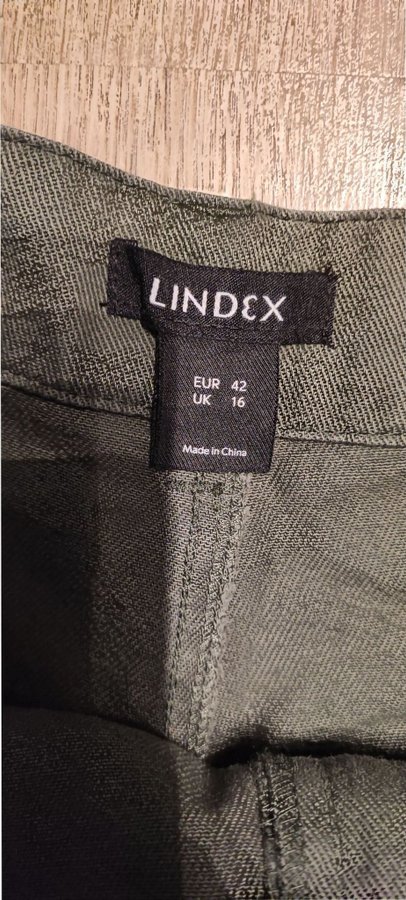 LINDEX
EUR 42
UK 16
Made in China